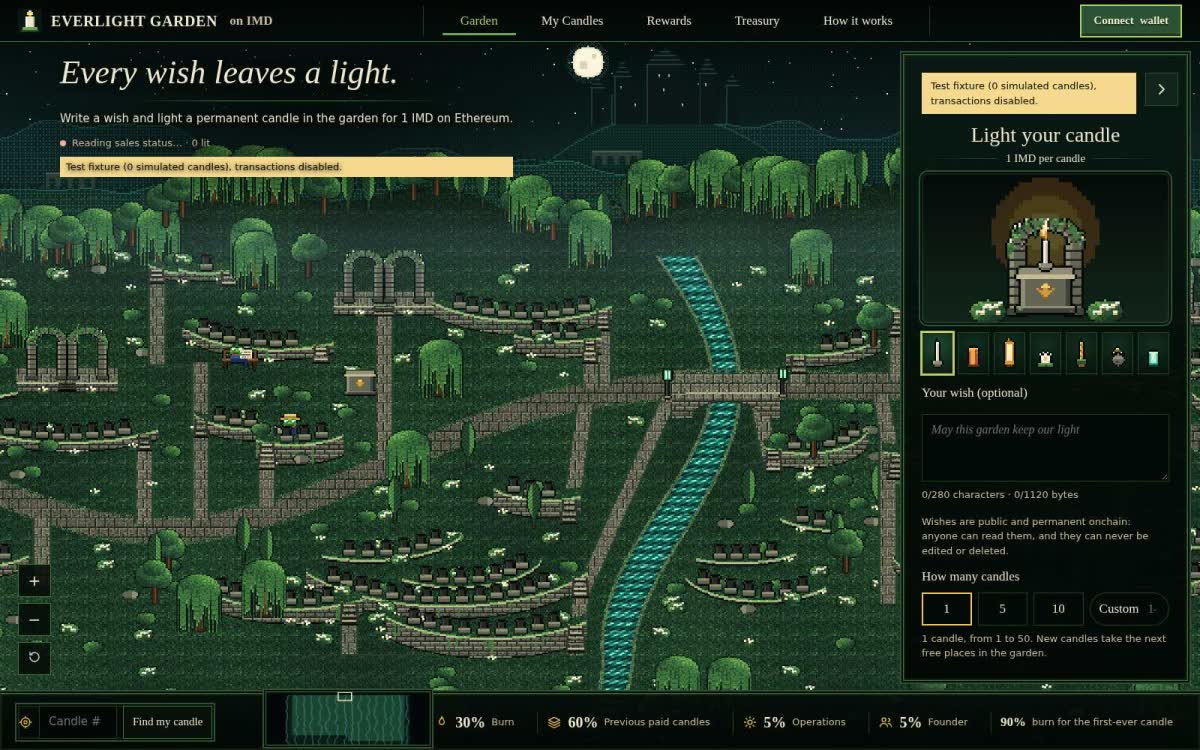 EVERLIGHT GARDEN on IMD
Garden
My Candles
Rewards
Treasury
How it works
Connect wallet
Every wish leaves a light.
Write a wish and light a permanent candle in the garden for 1 IMD on Ethereum.
Reading sales status... · 0 lit
Test fixture (0 simulated candles), transactions disabled.
Test fixture (0 simulated candles),
transactions disabled.
Light your candle
1 IMD per candle
Your wish (optional)
May this garden keep our light
0/280 characters · 0/1120 bytes
Wishes are public and permanent onchain:
anyone can read them, and they can never be
edited or deleted.
How many candles
1
5
10
Custom 1-
1 candle, from 1 to 50. New candles take the next
free places in the garden.
Candle #
Find my candle
30% Burn
60% Previous paid candles
5% Operations
5% Founder
90% burn for the first-ever candle